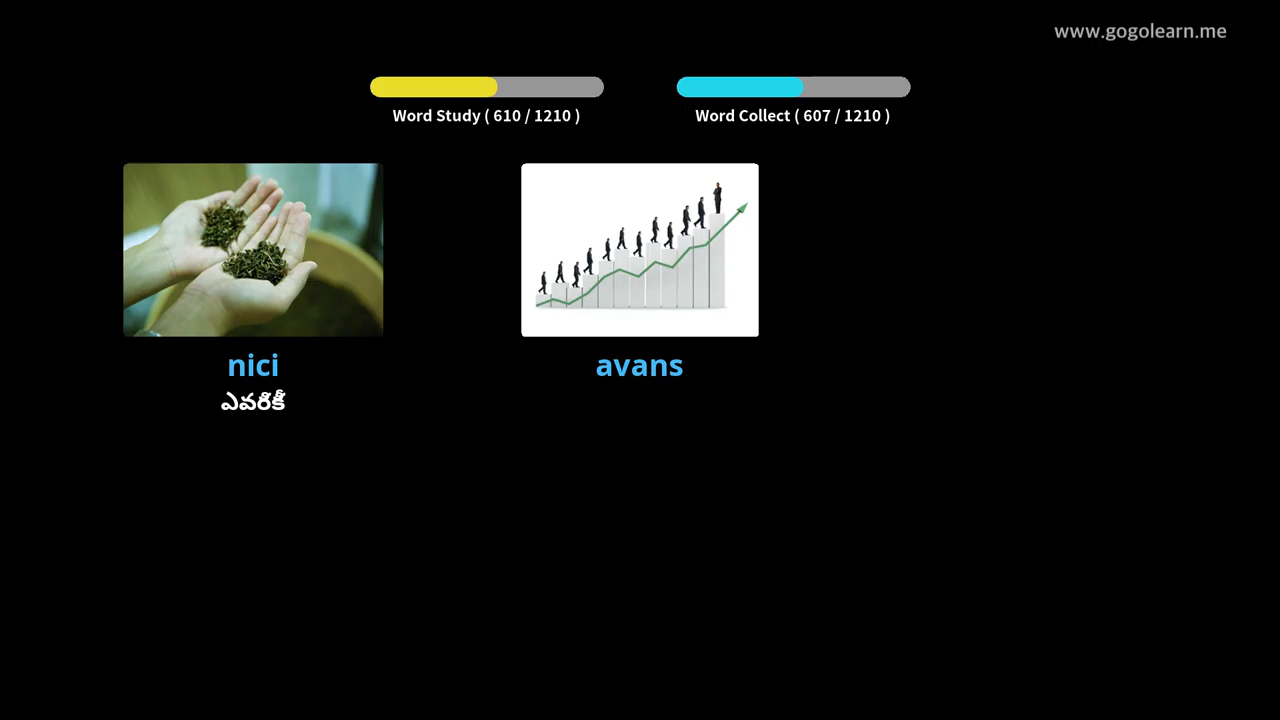 www.gogolearn.me
Word Study ( 610 / 1210 )
Word Collect ( 607 / 1210 )
nici
avans
ఎవరికీ